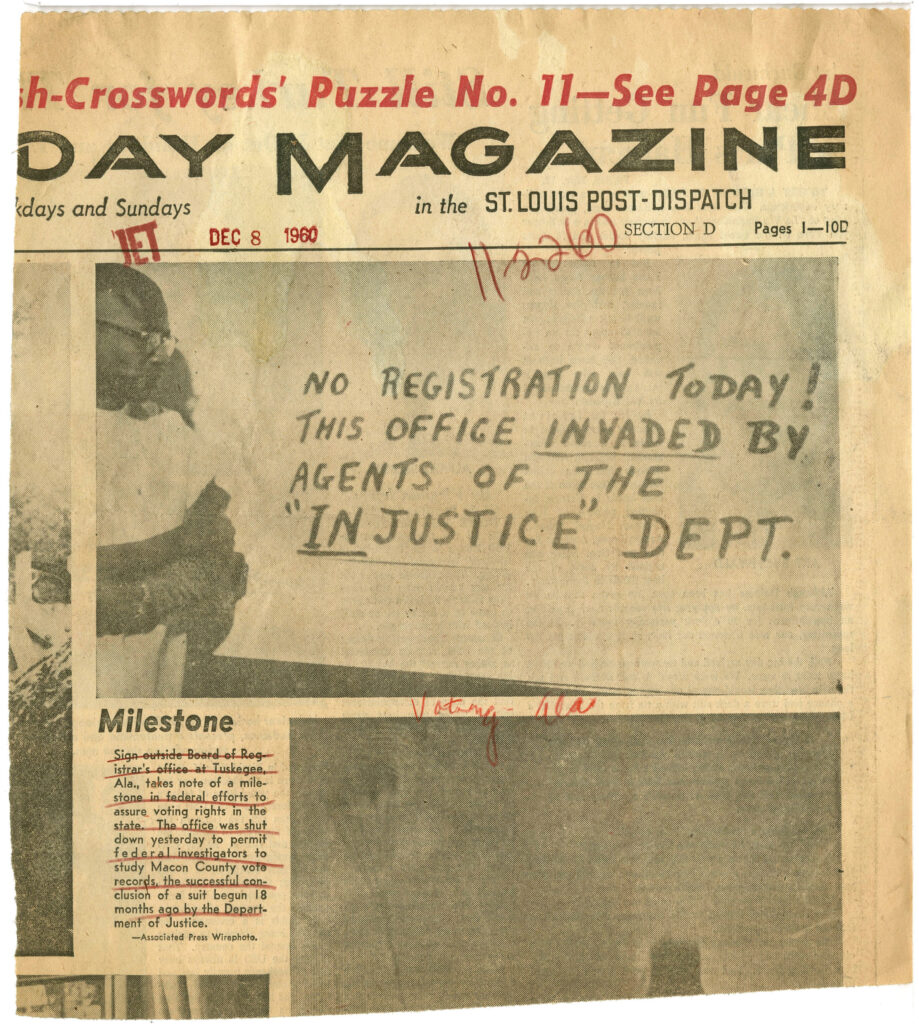 sh-Crosswords' Puzzle No. 11—See Page 4D
DAY MAGAZINE
kdays and Sundays
in the ST. LOUIS POST-DISPATCH
JET DEC 8 1960
11-22-60
SECTION D Pages 1—10D
NO REGISTRATION TODAY!
THIS OFFICE INVADED BY
AGENTS OF THE
"INJUSTICE" DEPT.
Voting - Ala
Milestone
Sign outside Board of Reg-
istrar's office at Tuskegee,
Ala., takes note of a mile-
stone in federal efforts to
assure voting rights in the
state. The office was shut
down yesterday to permit
federal investigators to
study Macon County vote
records, the successful con-
clusion of a suit begun 18
months ago by the Depart-
ment of Justice.
—Associated Press Wirephoto.